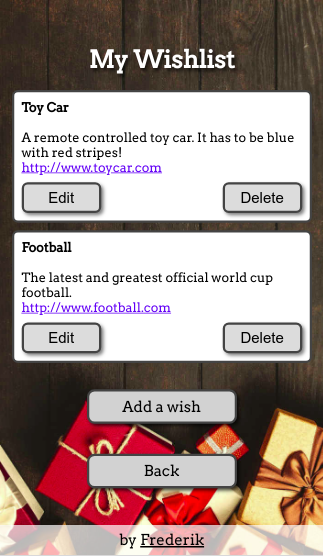 My Wishlist
Toy Car
A remote controlled toy car. It has to be blue
with red stripes!
http://www.toycar.com
Edit
Delete
Football
The latest and greatest official world cup
football.
http://www.football.com
Edit
Delete
Add a wish
Back
by Frederik